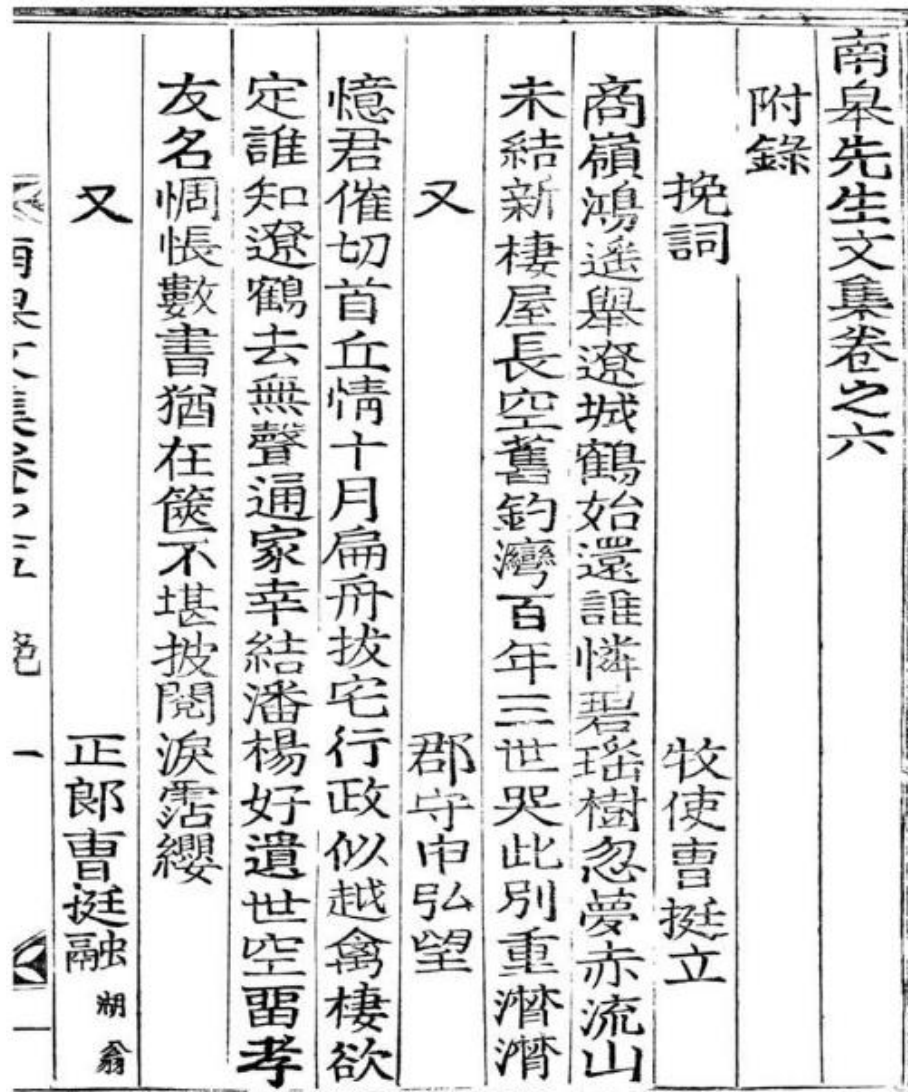 南皐先生文集卷之六
附錄
挽詞 牧使曺挺立
商嶺鴻遙舉遼城鶴始還誰憐碧瑤樹忽夢赤流山
未結新棲屋長空舊釣灣百年三世哭此別重潸潸
又 郡守申弘望
憶君催切首丘情十月扁舟拔宅行政似越禽棲欲
定誰知遼鶴去無聲通家幸結潘楊好遺世空畱孝
友名惆悵數書猶在篋不堪披閱淚霑纓
又 正郎曺挺融 湖翁
一